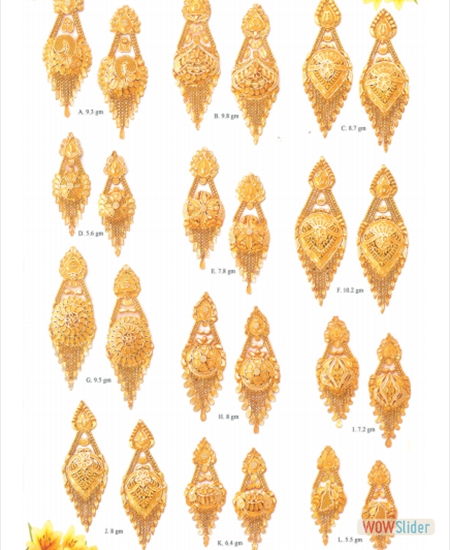 A. 9.3 gm
B. 9.8 gm
C. 8.7 gm
D. 5.6 gm
E. 7.8 gm
F. 10.2 gm
G. 9.5 gm
H. 8 gm
I. 7.2 gm
J. 8 gm
K. 6.4 gm
L. 5.5 gm
WOWSlider